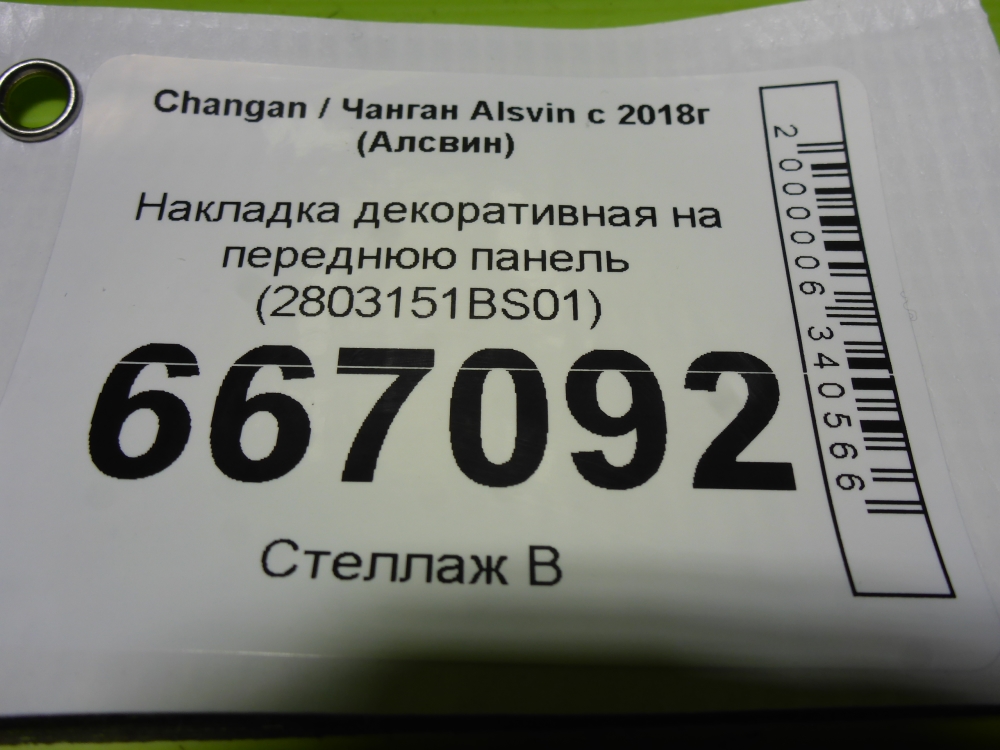 Changan / Чанган Alsvin с 2018г
(Алсвин)
Накладка декоративная на
переднюю панель
(2803151BS01)
667092
Стеллаж В
2000006340566